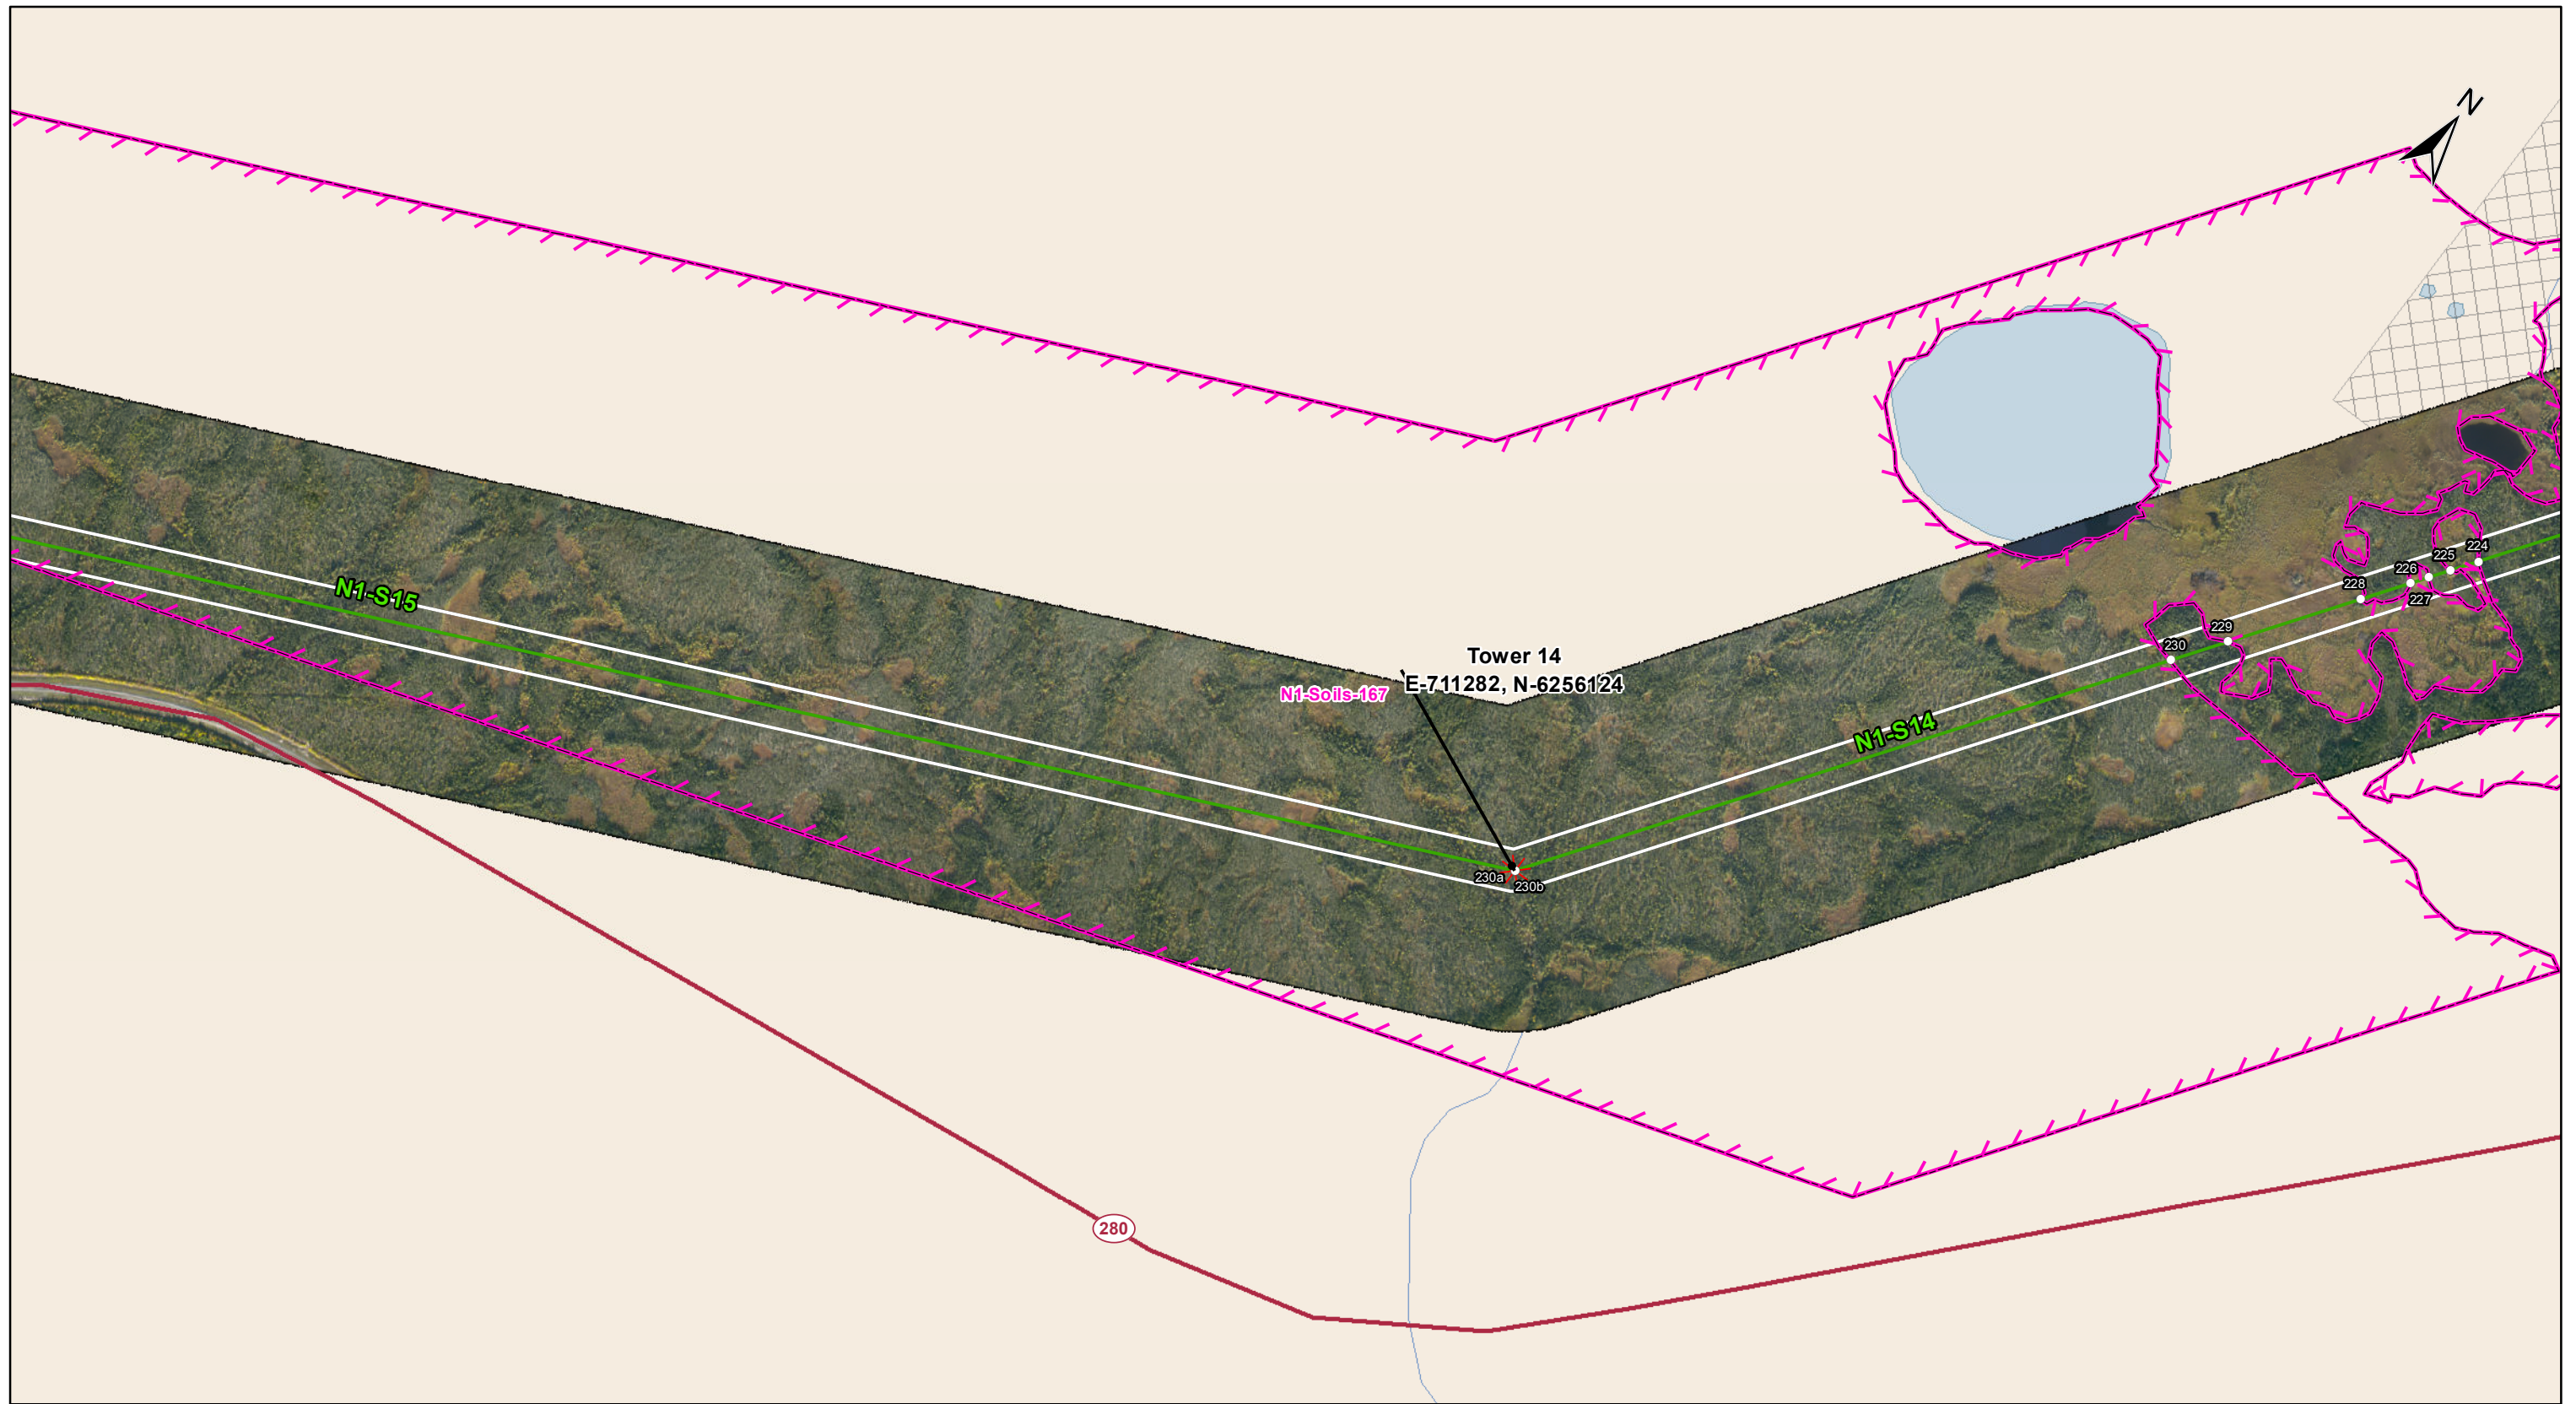 N
224
225
226
228
227
N1-S15
229
230
Tower 14
E-711282, N-6256124
N1-Soils-167
N1-S14
230a
230b
280